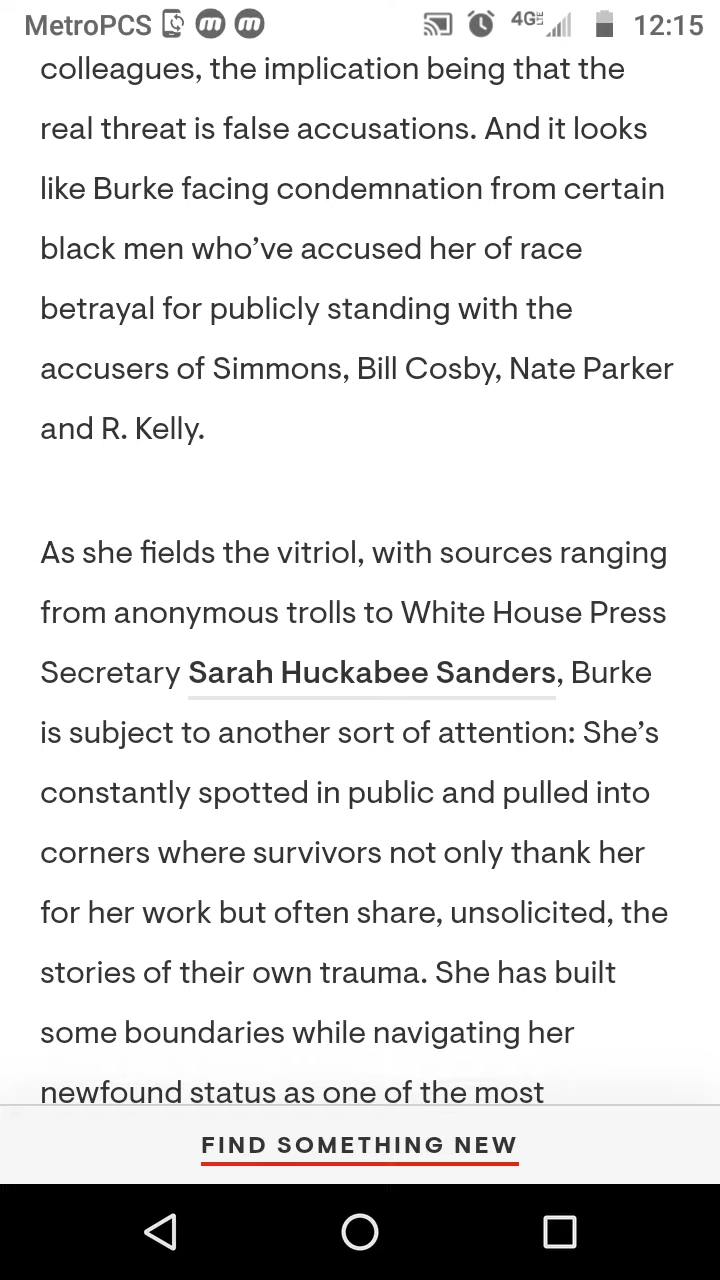 MetroPCS 4G LTE 12:15
colleagues, the implication being that the
real threat is false accusations. And it looks
like Burke facing condemnation from certain
black men who’ve accused her of race
betrayal for publicly standing with the
accusers of Simmons, Bill Cosby, Nate Parker
and R. Kelly.
As she fields the vitriol, with sources ranging
from anonymous trolls to White House Press
Secretary Sarah Huckabee Sanders, Burke
is subject to another sort of attention: She’s
constantly spotted in public and pulled into
corners where survivors not only thank her
for her work but often share, unsolicited, the
stories of their own trauma. She has built
some boundaries while navigating her
newfound status as one of the most
FIND SOMETHING NEW